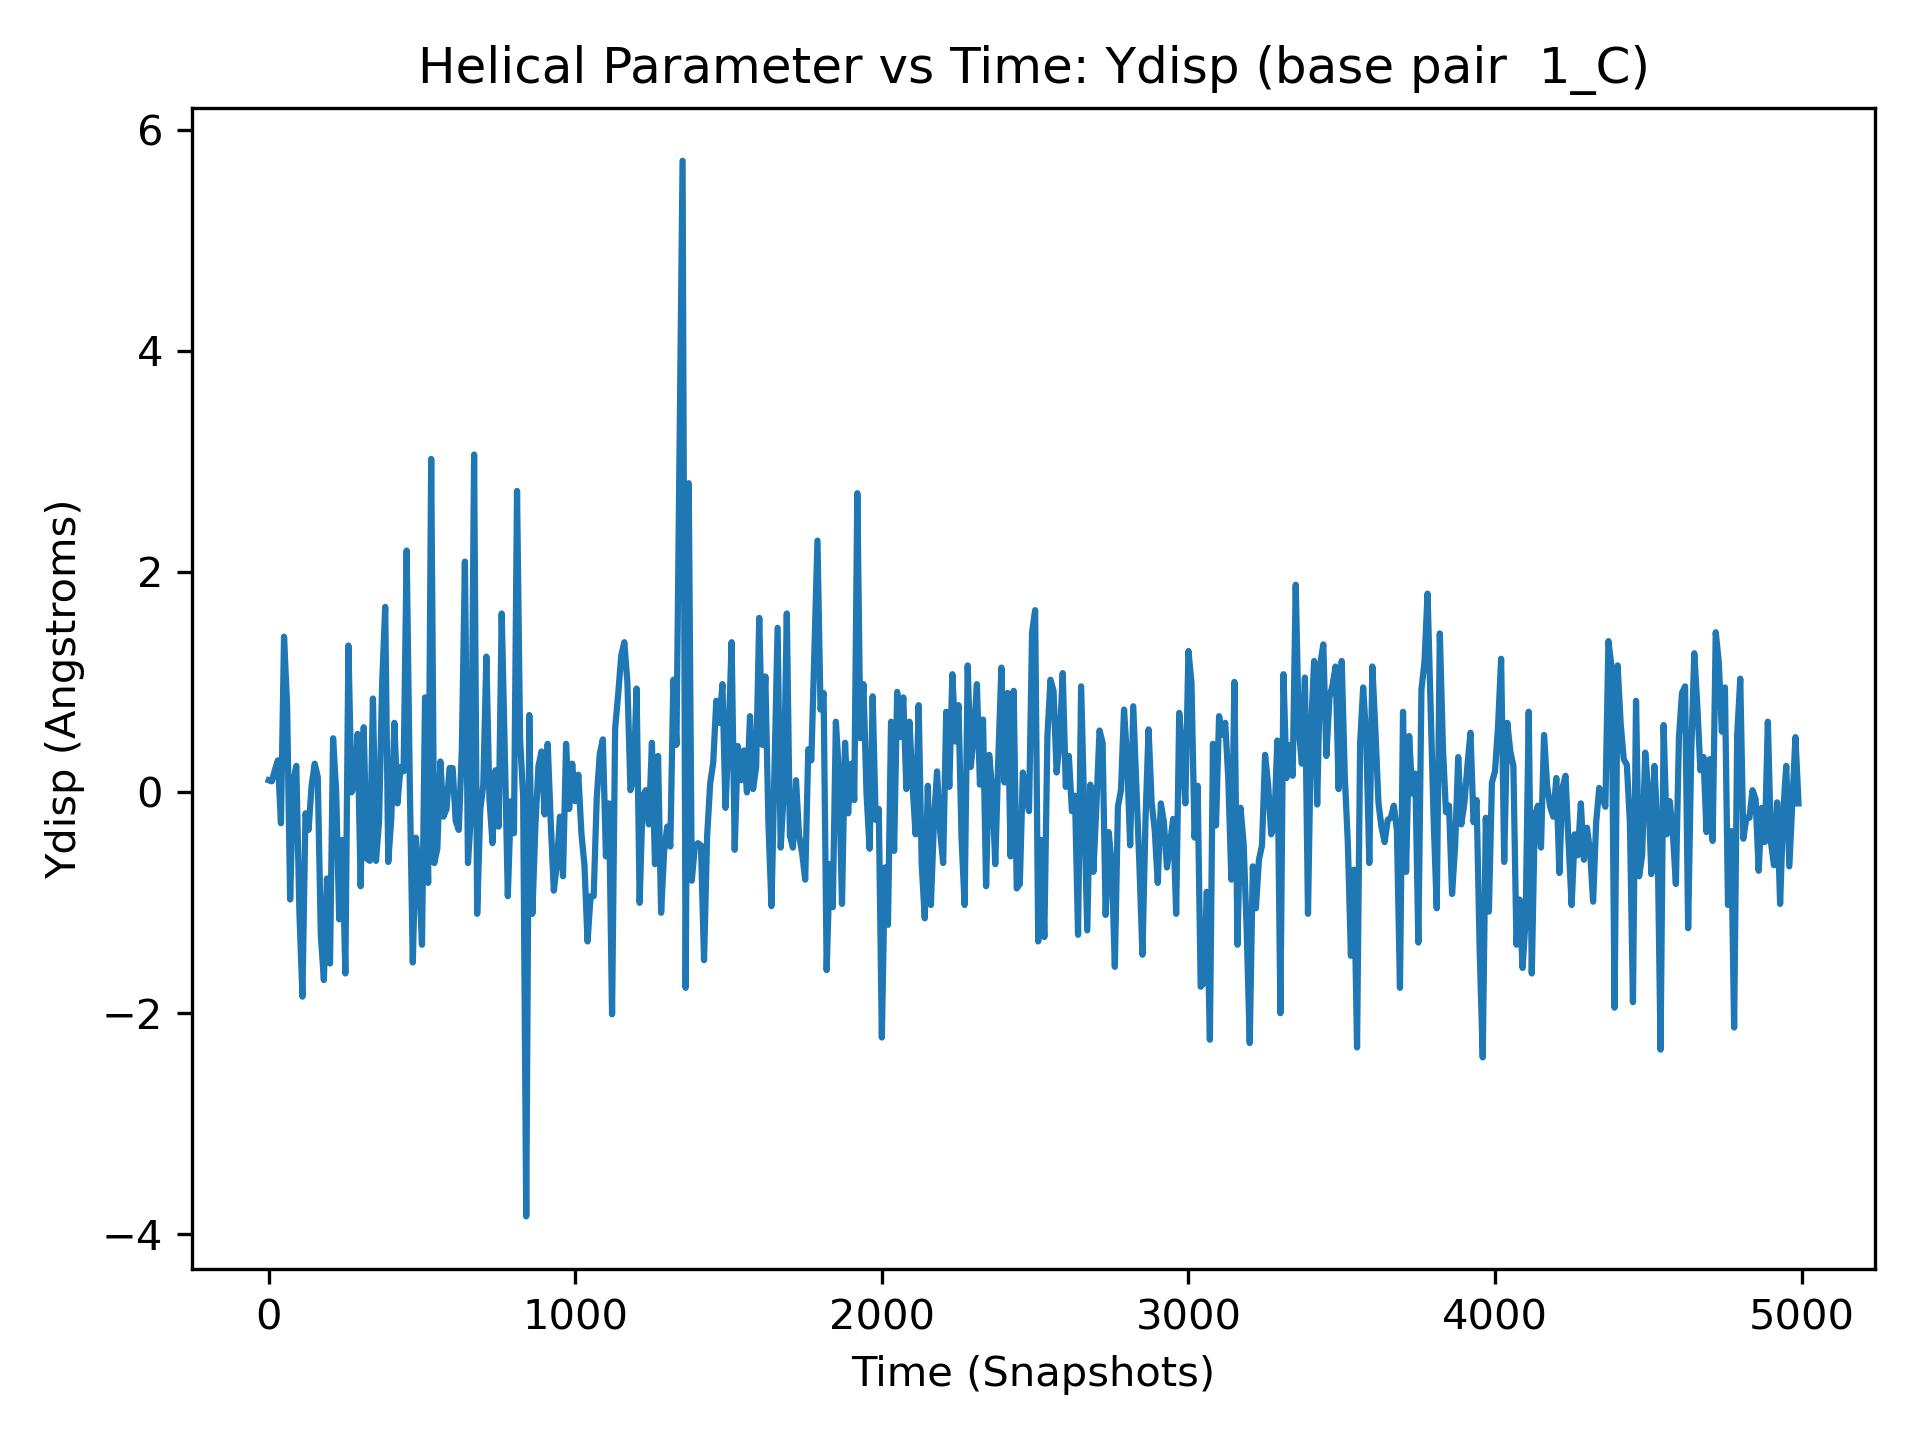 Helical Parameter vs Time: Ydisp (base pair  1_C)
6
4
2
0
−2
−4
Ydisp (Angstroms)
0 1000 2000 3000 4000 5000
Time (Snapshots)